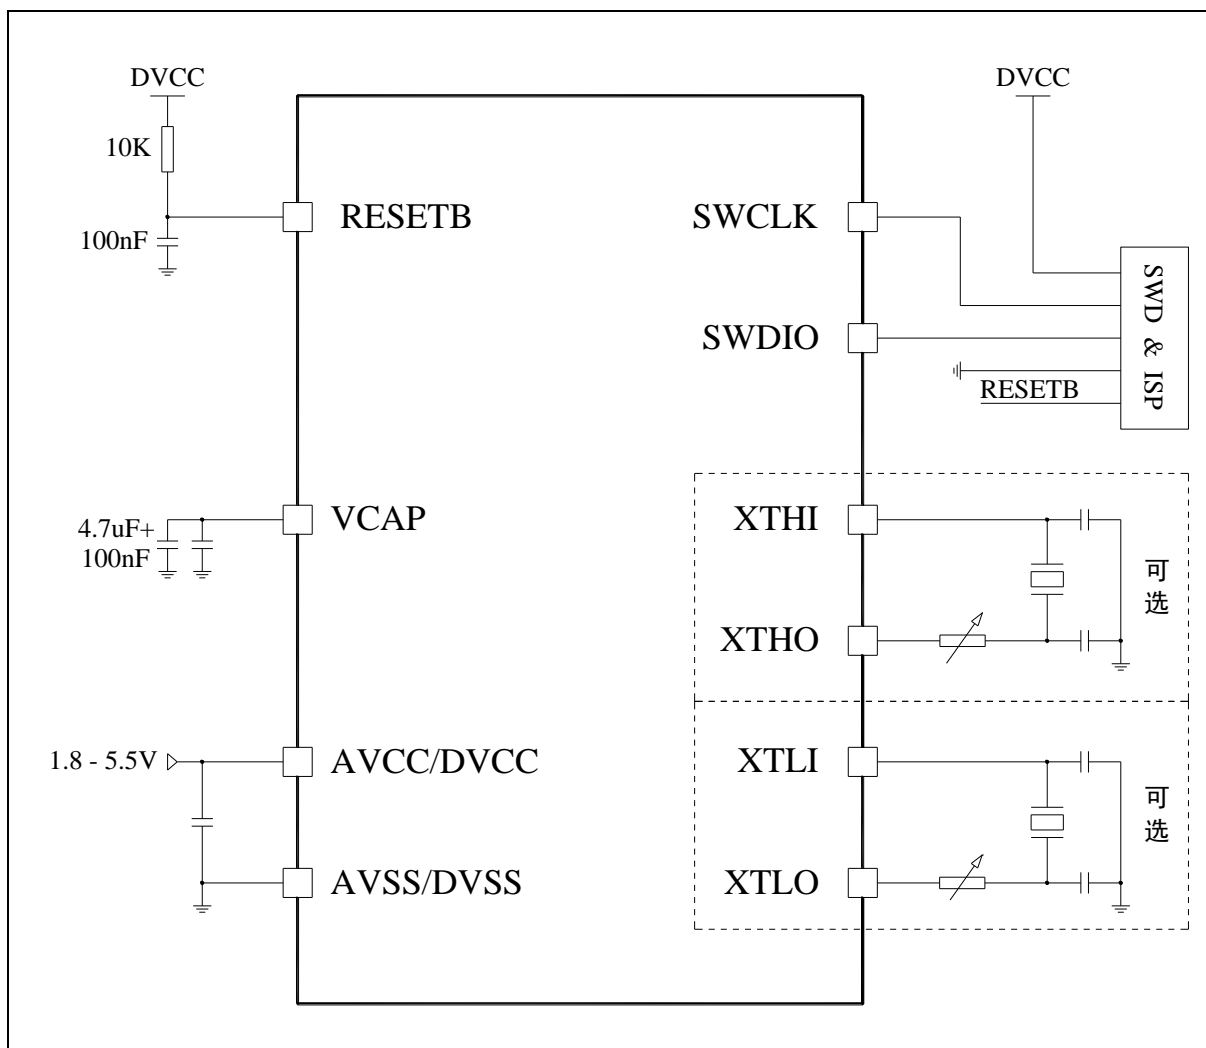 DVCC
10K
100nF
RESETB
4.7uF+
100nF
VCAP
1.8 - 5.5V
AVCC/DVCC
AVSS/DVSS
DVCC
SWCLK
SWDIO
RESETB
SWD & ISP
XTHI
XTHO
可选
XTLI
XTLO
可选